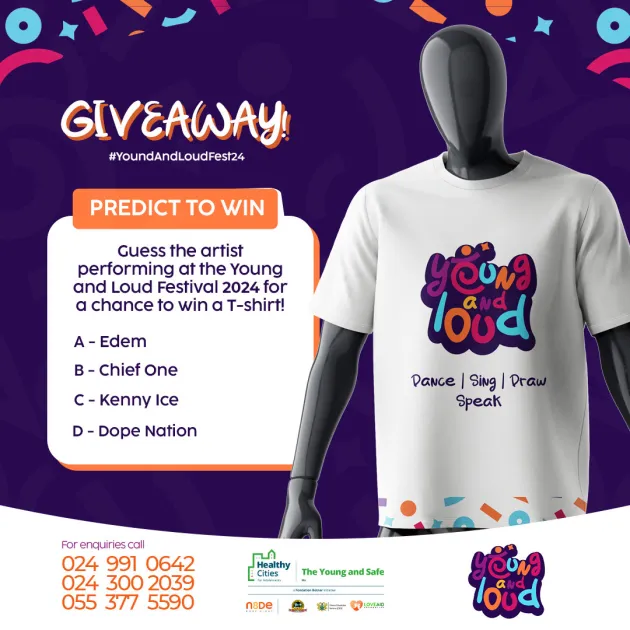 GIVEAWAY!
#YoundAndLoudFest24
PREDICT TO WIN
Guess the artist
performing at the Young
and Loud Festival 2024 for
a chance to win a T-shirt!
A - Edem
B - Chief One
C - Kenny Ice
D - Dope Nation
young
and
loud
Dance | Sing | Draw
Speak
For enquiries call
024 991 0642
024 300 2039
055 377 5590
Healthy
Cities
The Young and Safe
LOVEAID
young
and
loud